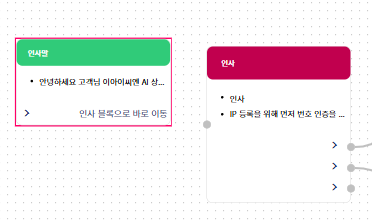 인사말
• 안녕하세요 고객님 이아이씨엔 AI 상...
인사 블록으로 바로 이동
인사
• 인사
• IP 등록을 위해 먼저 번호 인증을 ...